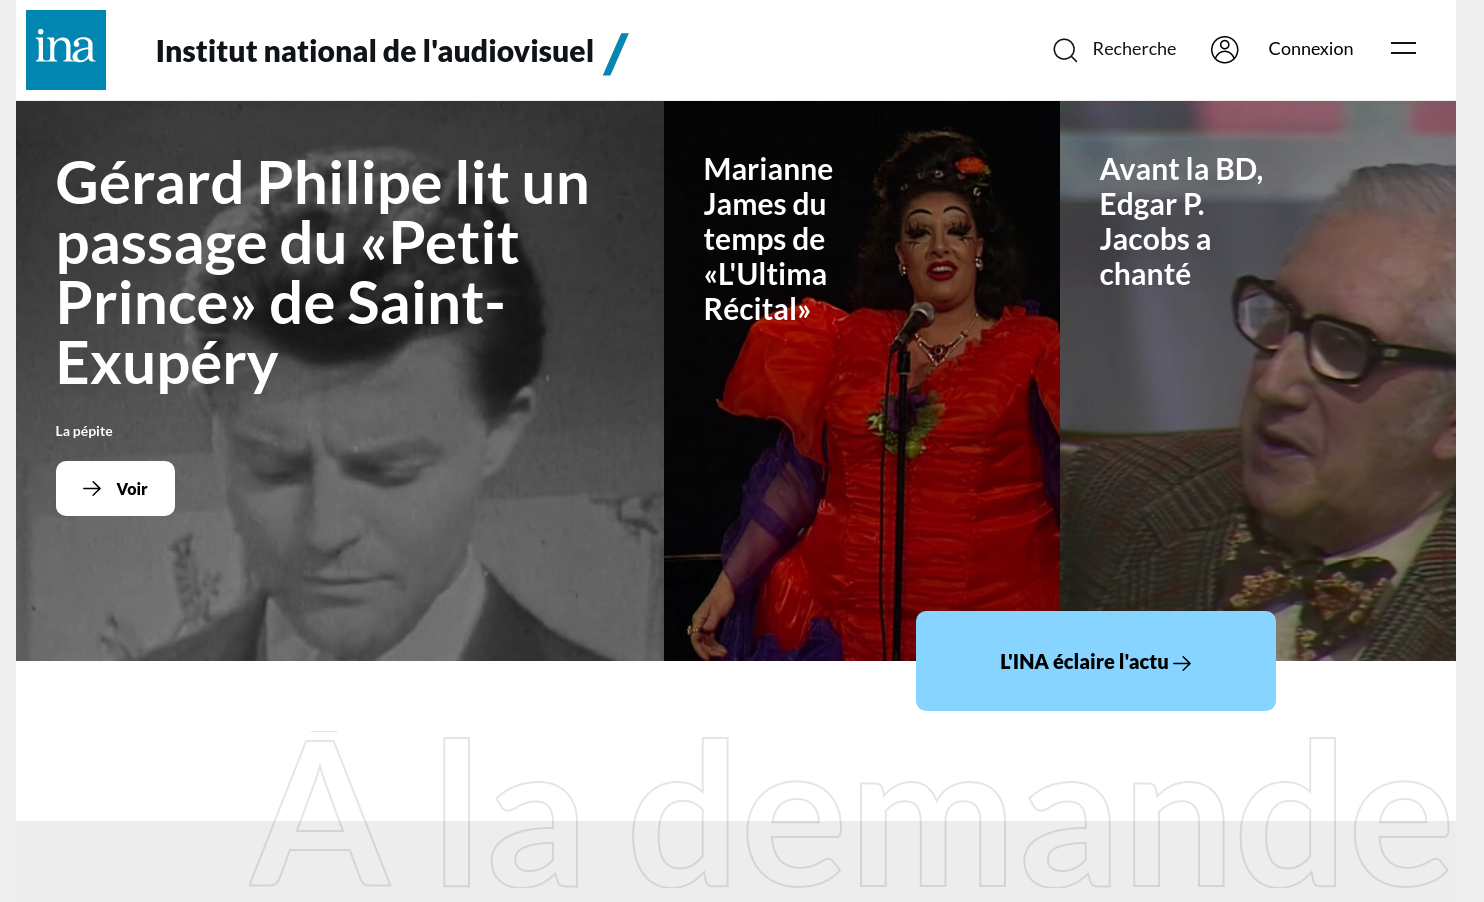 ina
Institut national de l'audiovisuel /
Recherche
Connexion
Gérard Philipe lit un
passage du «Petit
Prince» de Saint-
Exupéry
La pépite
Voir
Marianne
James du
temps de
«L'Ultima
Récital»
Avant la BD,
Edgar P.
Jacobs a
chanté
L'INA éclaire l'actu
À la demande